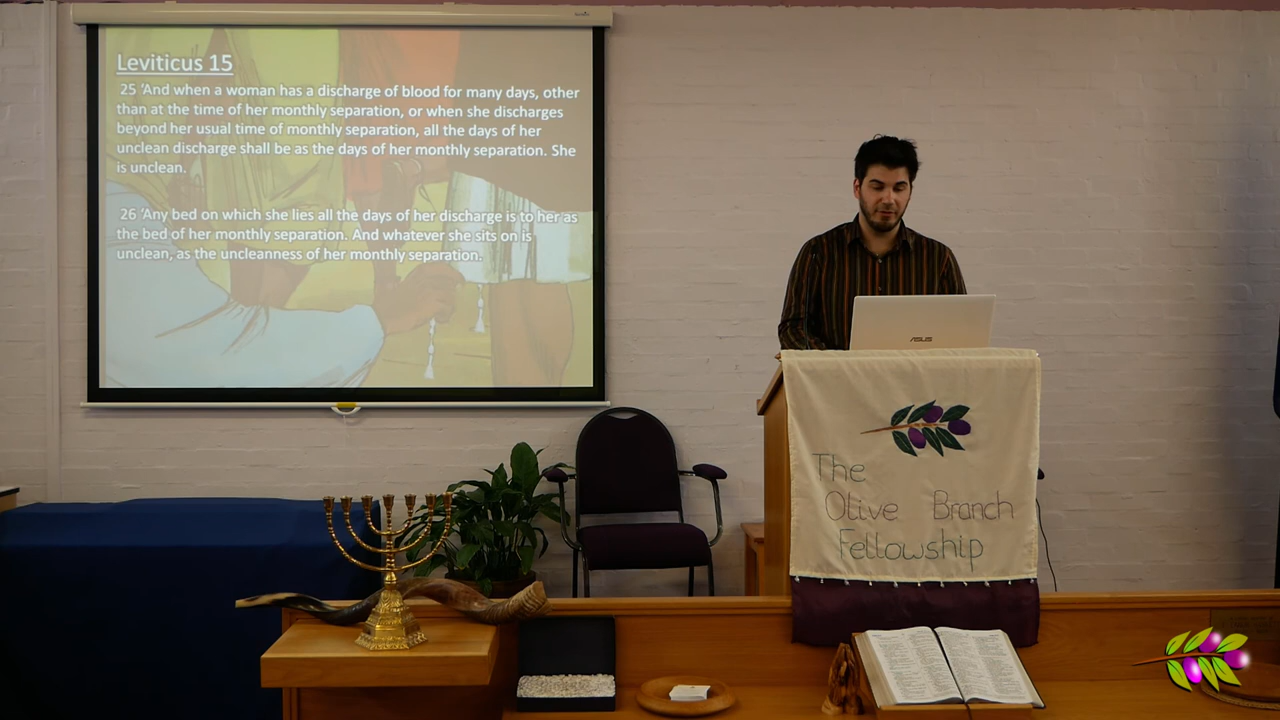 Leviticus 15
25 ‘And when a woman has a discharge of blood for many days, other
than at the time of her monthly separation, or when she discharges
beyond her usual time of monthly separation, all the days of her
unclean discharge shall be as the days of her monthly separation. She
is unclean.
26 ‘Any bed on which she lies all the days of her discharge is to her as
the bed of her monthly separation. And whatever she sits on is
unclean, as the uncleanness of her monthly separation.
ASUS
The
Olive Branch
Fellowship